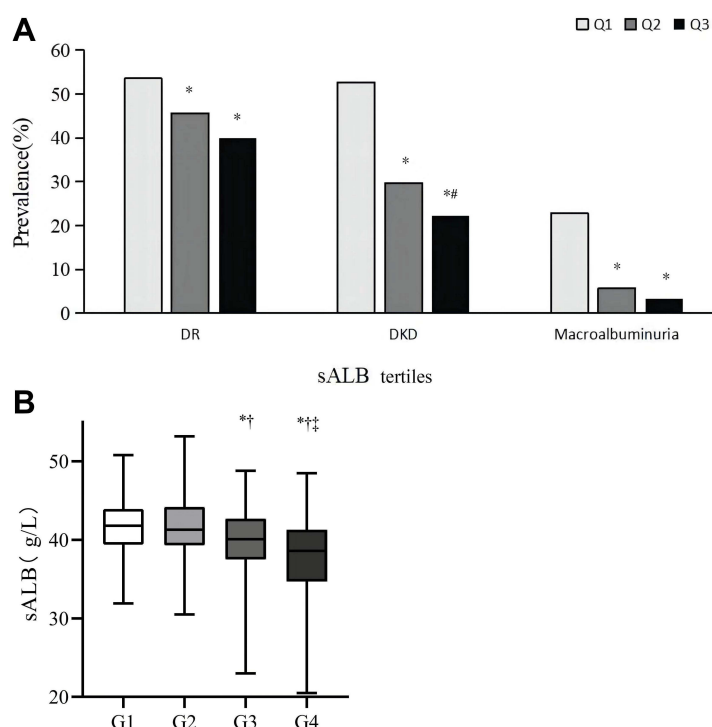 A
Q1 Q2 Q3
Prevalence(%)
60
50
40
30
20
10
0
*
*
*
*#
*
*
DR DKD Macroalbuminuria
sALB tertiles
B
sALB( g/L)
50
40
30
20
*†
*†‡
G1 G2 G3 G4